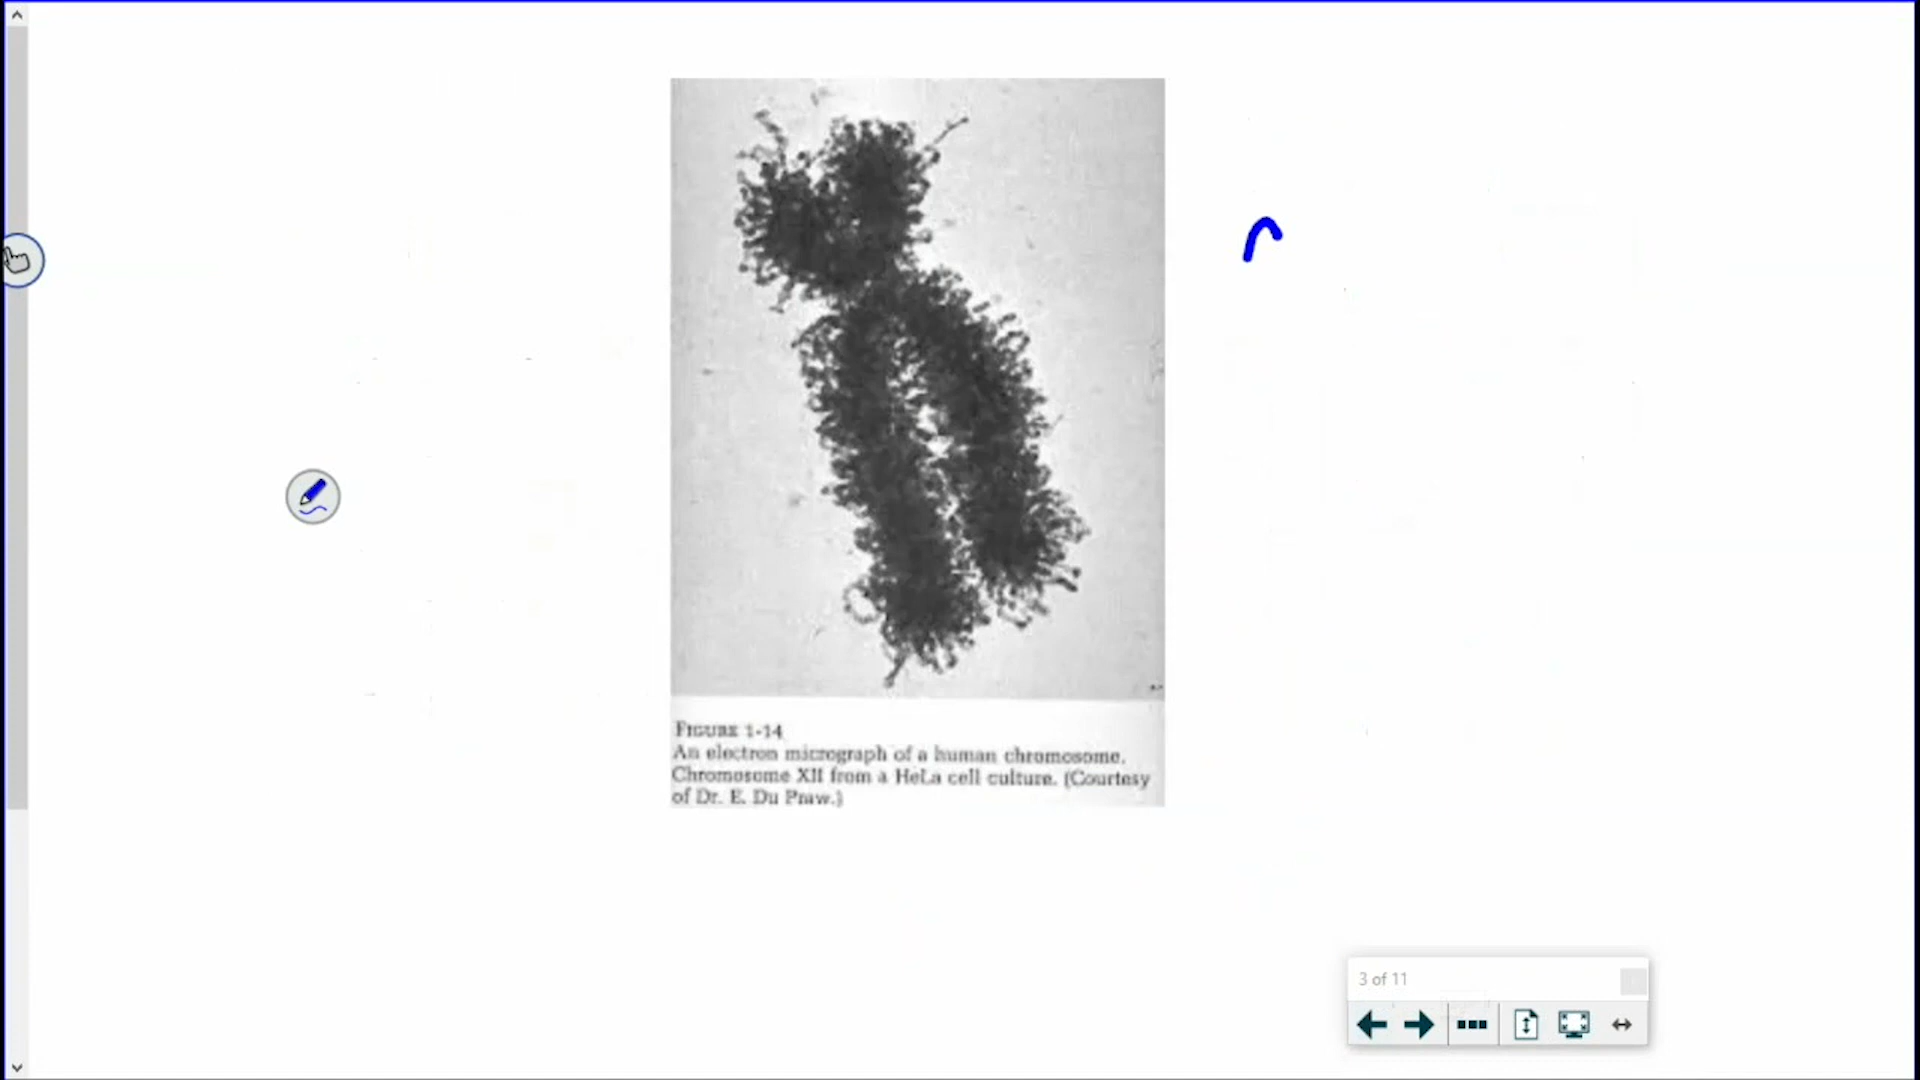 FIGURE 1-14
An electron micrograph of a human chromosome.
Chromosome XII from a HeLa cell culture. (Courtesy
of Dr. E. Du Praw.)
3 of 11